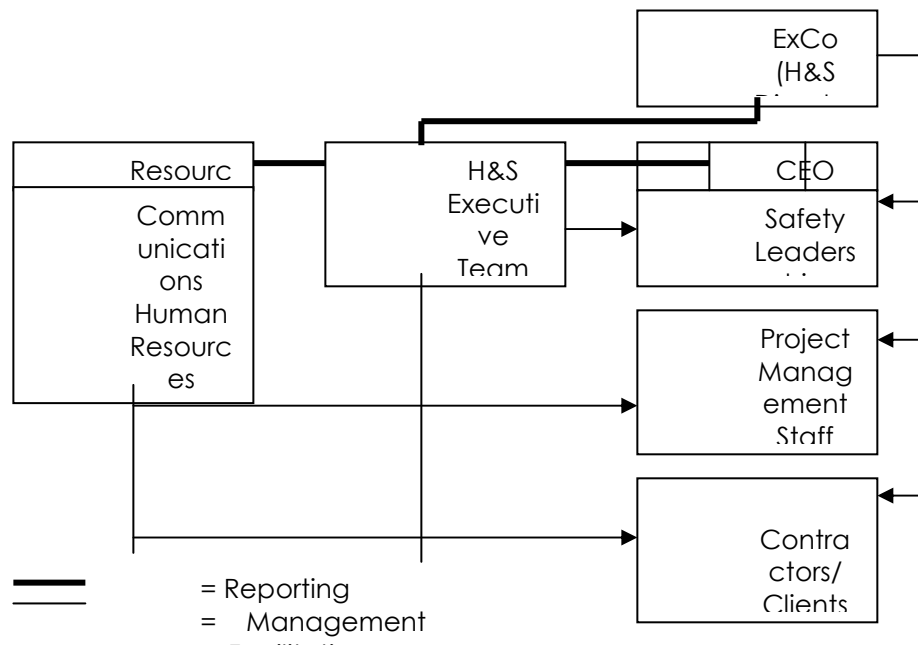 ExCo
(H&S
Resourc
Comm
unicati
ons
Human
Resourc
es
H&S
Executi
ve
Team
CEO
Safety
Leaders
Project
Manag
ement
Staff
Contra
ctors/
Clients
= Reporting
= Management